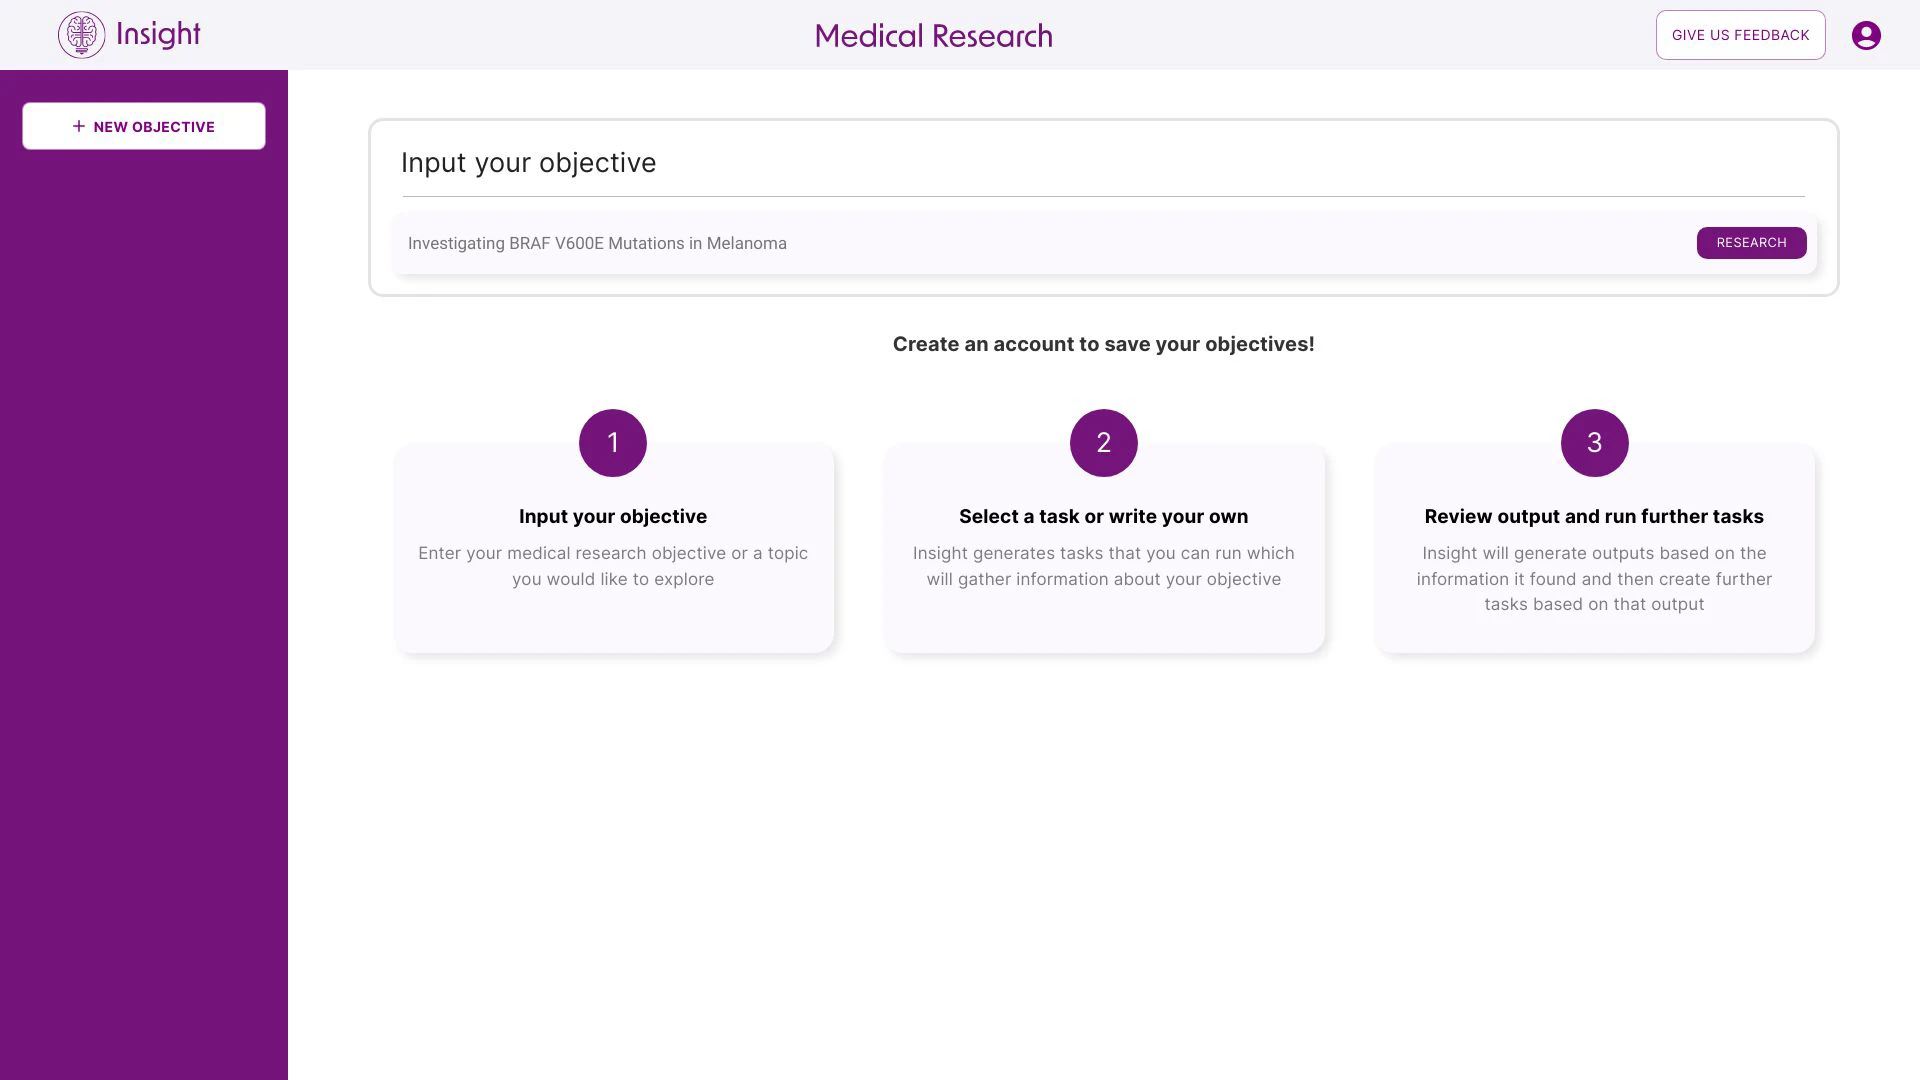 Insight
Medical Research
GIVE US FEEDBACK
+ NEW OBJECTIVE
Input your objective
Investigating BRAF V600E Mutations in Melanoma
RESEARCH
Create an account to save your objectives!
1
Input your objective
Enter your medical research objective or a topic
you would like to explore
2
Select a task or write your own
Insight generates tasks that you can run which
will gather information about your objective
3
Review output and run further tasks
Insight will generate outputs based on the
information it found and then create further
tasks based on that output